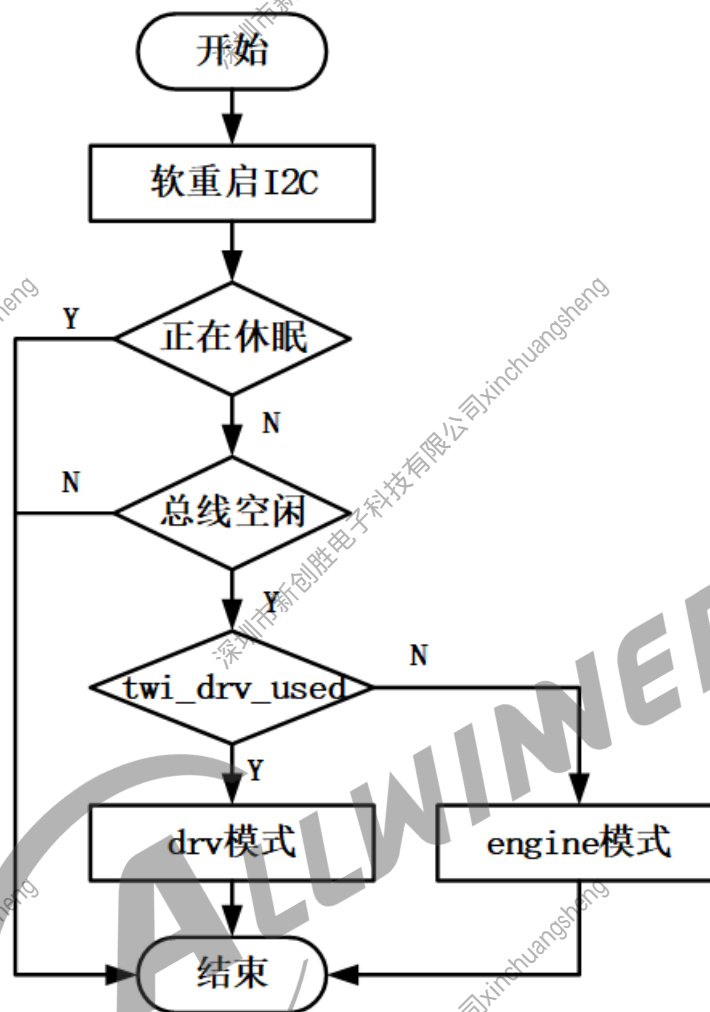 开始
软重启I2C
正在休眠
Y
N
总线空闲
N
Y
twi_drv_used
N
Y
drv模式
engine模式
结束
深圳市新创胜电子科技有限公司xinchuangsheng
ALLWINNER